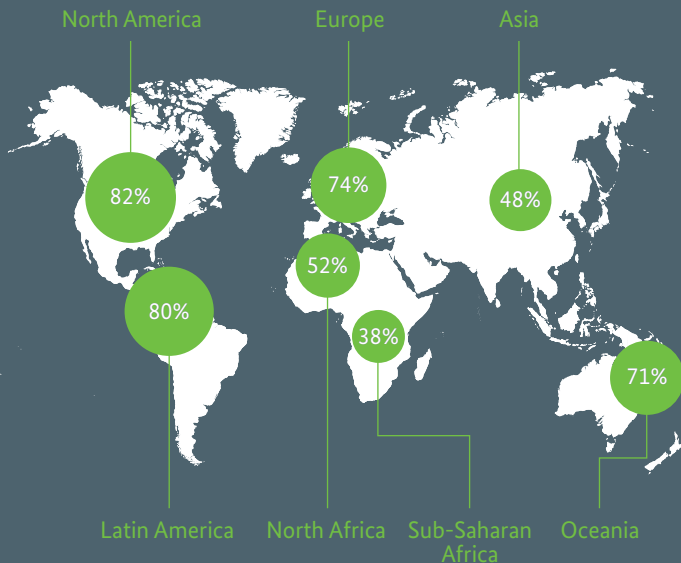 North America
Europe
Asia
82%
74%
48%
52%
80%
38%
71%
Latin America
North Africa
Sub-Saharan
Africa
Oceania